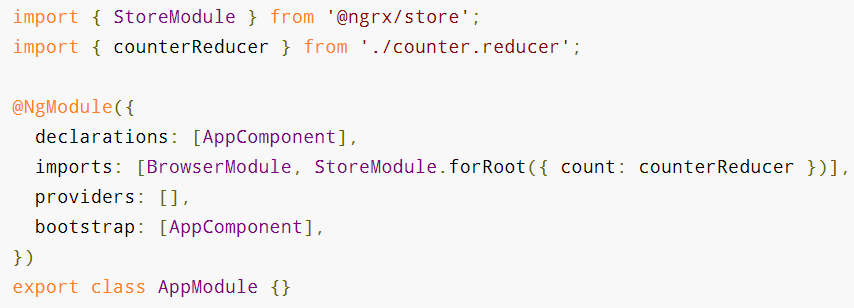 import { StoreModule } from '@ngrx/store';
import { counterReducer } from './counter.reducer';

@NgModule({
  declarations: [AppComponent],
  imports: [BrowserModule, StoreModule.forRoot({ count: counterReducer })],
  providers: [],
  bootstrap: [AppComponent],
})
export class AppModule {}